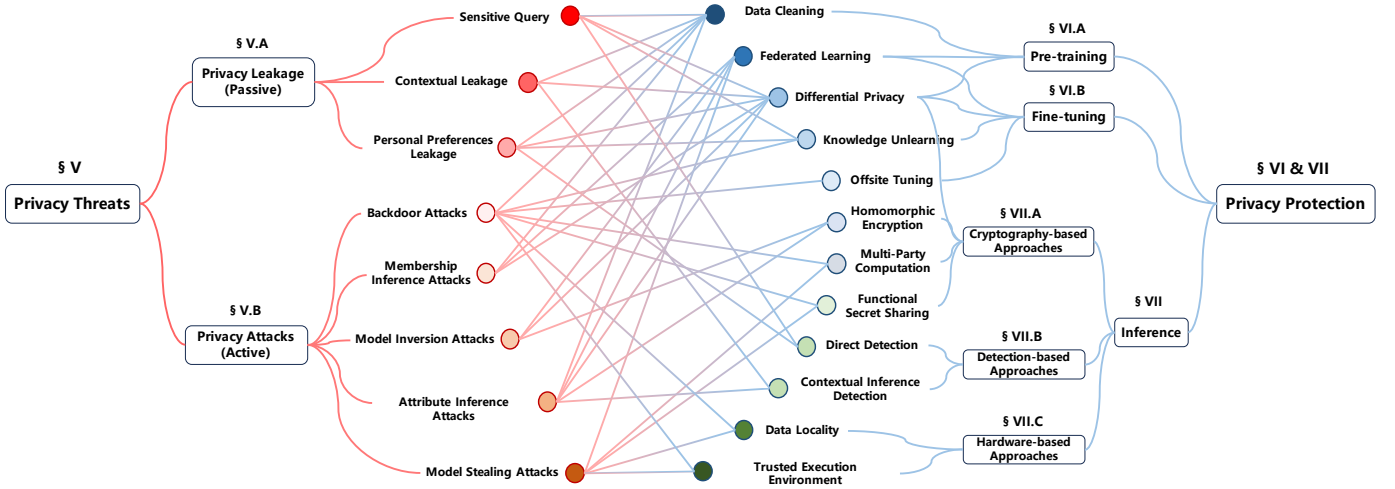 § V
Privacy Threats
§ V.A
Privacy Leakage
(Passive)
§ V.B
Privacy Attacks
(Active)
Sensitive Query
Contextual Leakage
Personal Preferences
Leakage
Backdoor Attacks
Membership
Inference Attacks
Model Inversion Attacks
Attribute Inference
Attacks
Model Stealing Attacks
Data Cleaning
Federated Learning
Differential Privacy
Knowledge Unlearning
Offsite Tuning
Homomorphic
Encryption
Multi-Party
Computation
Functional
Secret Sharing
Direct Detection
Contextual Inference
Detection
Data Locality
Trusted Execution
Environment
§ VI.A
Pre-training
§ VI.B
Fine-tuning
§ VII.A
Cryptography-based
Approaches
§ VII.B
Detection-based
Approaches
§ VII.C
Hardware-based
Approaches
§ VII
Inference
§ VI & VII
Privacy Protection